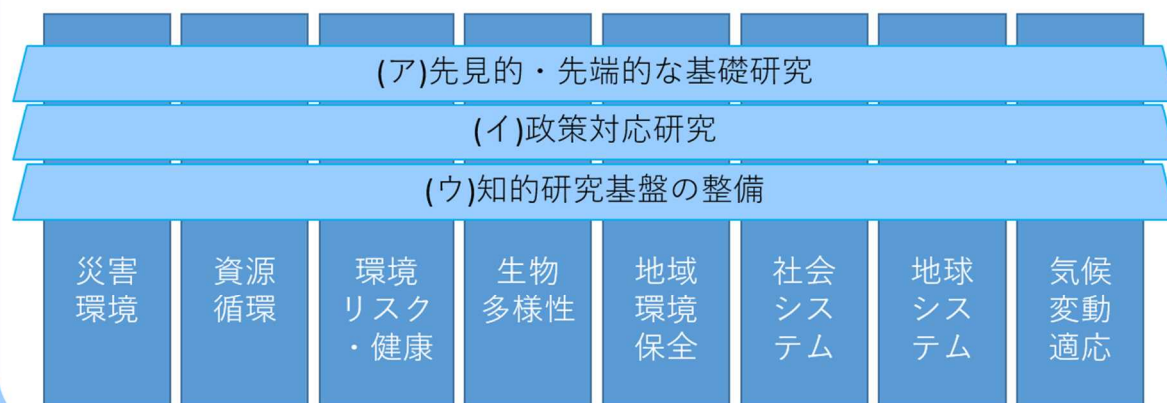 (ア)先見的・先端的な基礎研究
(イ)政策対応研究
(ウ)知的研究基盤の整備
災害
環境
資源
循環
環境
リスク
・健康
生物
多様性
地域
環境
保全
社会
シス
テム
地球
シス
テム
気候
変動
適応